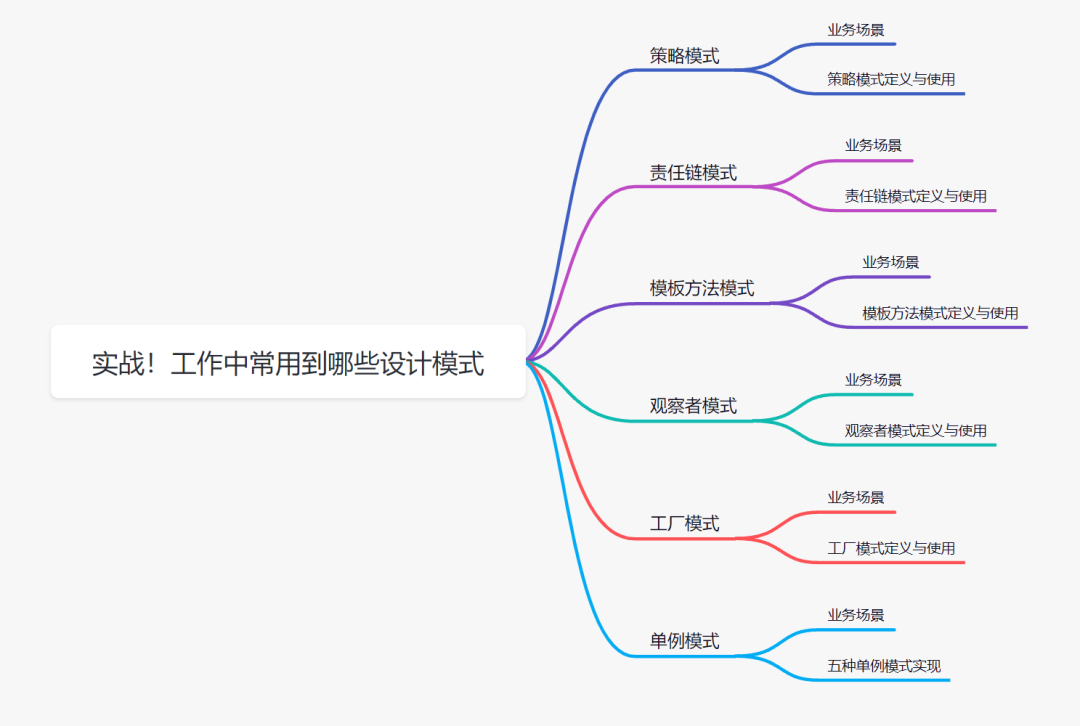 实战！工作中常用到哪些设计模式
策略模式
业务场景
策略模式定义与使用
责任链模式
业务场景
责任链模式定义与使用
模板方法模式
业务场景
模板方法模式定义与使用
观察者模式
业务场景
观察者模式定义与使用
工厂模式
业务场景
工厂模式定义与使用
单例模式
业务场景
五种单例模式实现